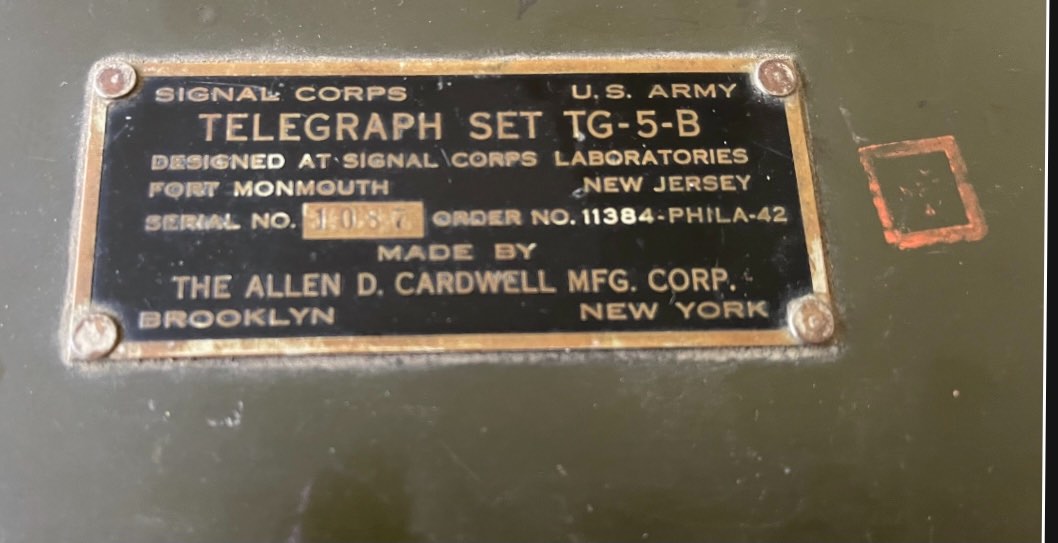 SIGNAL CORPS U.S. ARMY
TELEGRAPH SET TG-5-B
DESIGNED AT SIGNAL CORPS LABORATORIES
FORT MONMOUTH NEW JERSEY
SERIAL NO. 1087 ORDER NO. 11384-PHILA-42
MADE BY
THE ALLEN D. CARDWELL MFG. CORP.
BROOKLYN NEW YORK